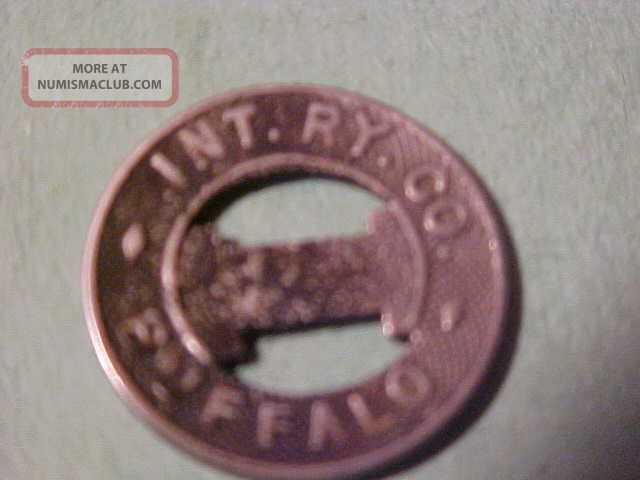 MORE AT
NUMISMACLUB.COM
INT. RY. CO.
BUFFALO